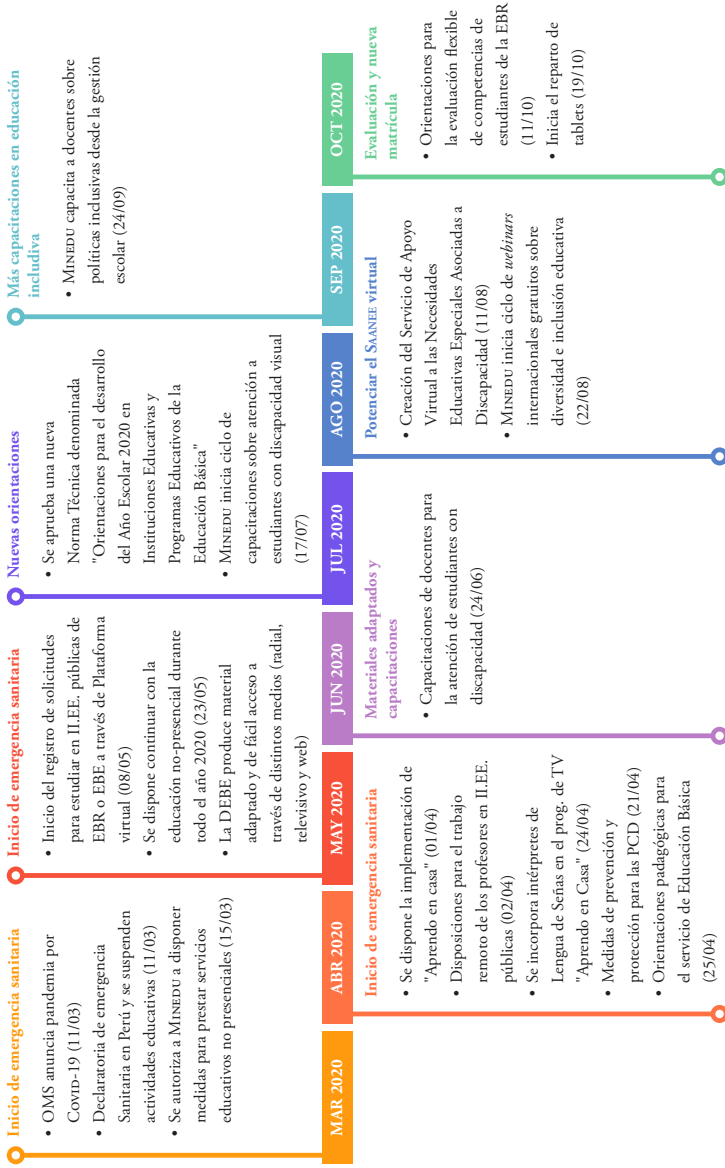 Inicio de emergencia sanitaria
• OMS anuncia pandemia por
COVID-19 (11/03)
• Declaratoria de emergencia
Sanitaria en Perú y se suspenden
actividades educativas (11/03)
• Se autoriza a MINEDU a disponer
medidas para prestar servicios
educativos no presenciales (15/03)
MAR 2020
ABR 2020
Inicio de emergencia sanitaria
• Se dispone la implementación de
"Aprendo en casa" (01/04)
• Disposiciones para el trabajo
remoto de los profesores en II.EE.
públicas (02/04)
• Se incorpora intérpretes de
Lengua de Señas en el prog. de TV
"Aprendo en Casa" (24/04)
• Medidas de prevención y
protección para las PCD (21/04)
• Orientaciones pedagógicas para
el servicio de Educación Básica
(25/04)
Inicio de emergencia sanitaria
• Inicio del registro de solicitudes
para estudiar en II.EE. públicas de
EBR o EBE a través de Plataforma
virtual (08/05)
• Se dispone continuar con la
educación no-presencial durante
todo el año 2020 (23/05)
• La DEBE produce material
adaptado y de fácil acceso a
través de distintos medios (radial,
televisivo y web)
MAY 2020
JUN 2020
Materiales adaptados y
capacitaciones
• Capacitaciones de docentes para
la atención de estudiantes con
discapacidad (24/06)
Nuevas orientaciones
• Se aprueba una nueva
Norma Técnica denominada
"Orientaciones para el desarrollo
del Año Escolar 2020 en
Instituciones Educativas y
Programas Educativos de la
Educación Básica"
• MINEDU inicia ciclo de
capacitaciones sobre atención a
estudiantes con discapacidad visual
(17/07)
JUL 2020
AGO 2020
Potenciar el SAANEE virtual
• Creación del Servicio de Apoyo
Virtual a las Necesidades
Educativas Especiales Asociadas a
Discapacidad (11/08)
• MINEDU inicia ciclo de webinars
internacionales gratuitos sobre
diversidad e inclusión educativa
(22/08)
Más capacitaciones en educación
includiva
• MINEDU capacita a docentes sobre
políticas inclusivas desde la gestión
escolar (24/09)
SEP 2020
OCT 2020
Evaluación y nueva
matrícula
• Orientaciones para
la evaluación flexible
de competencias de
estudiantes de la EBR
(11/10)
• Inicia el reparto de
tablets (19/10)